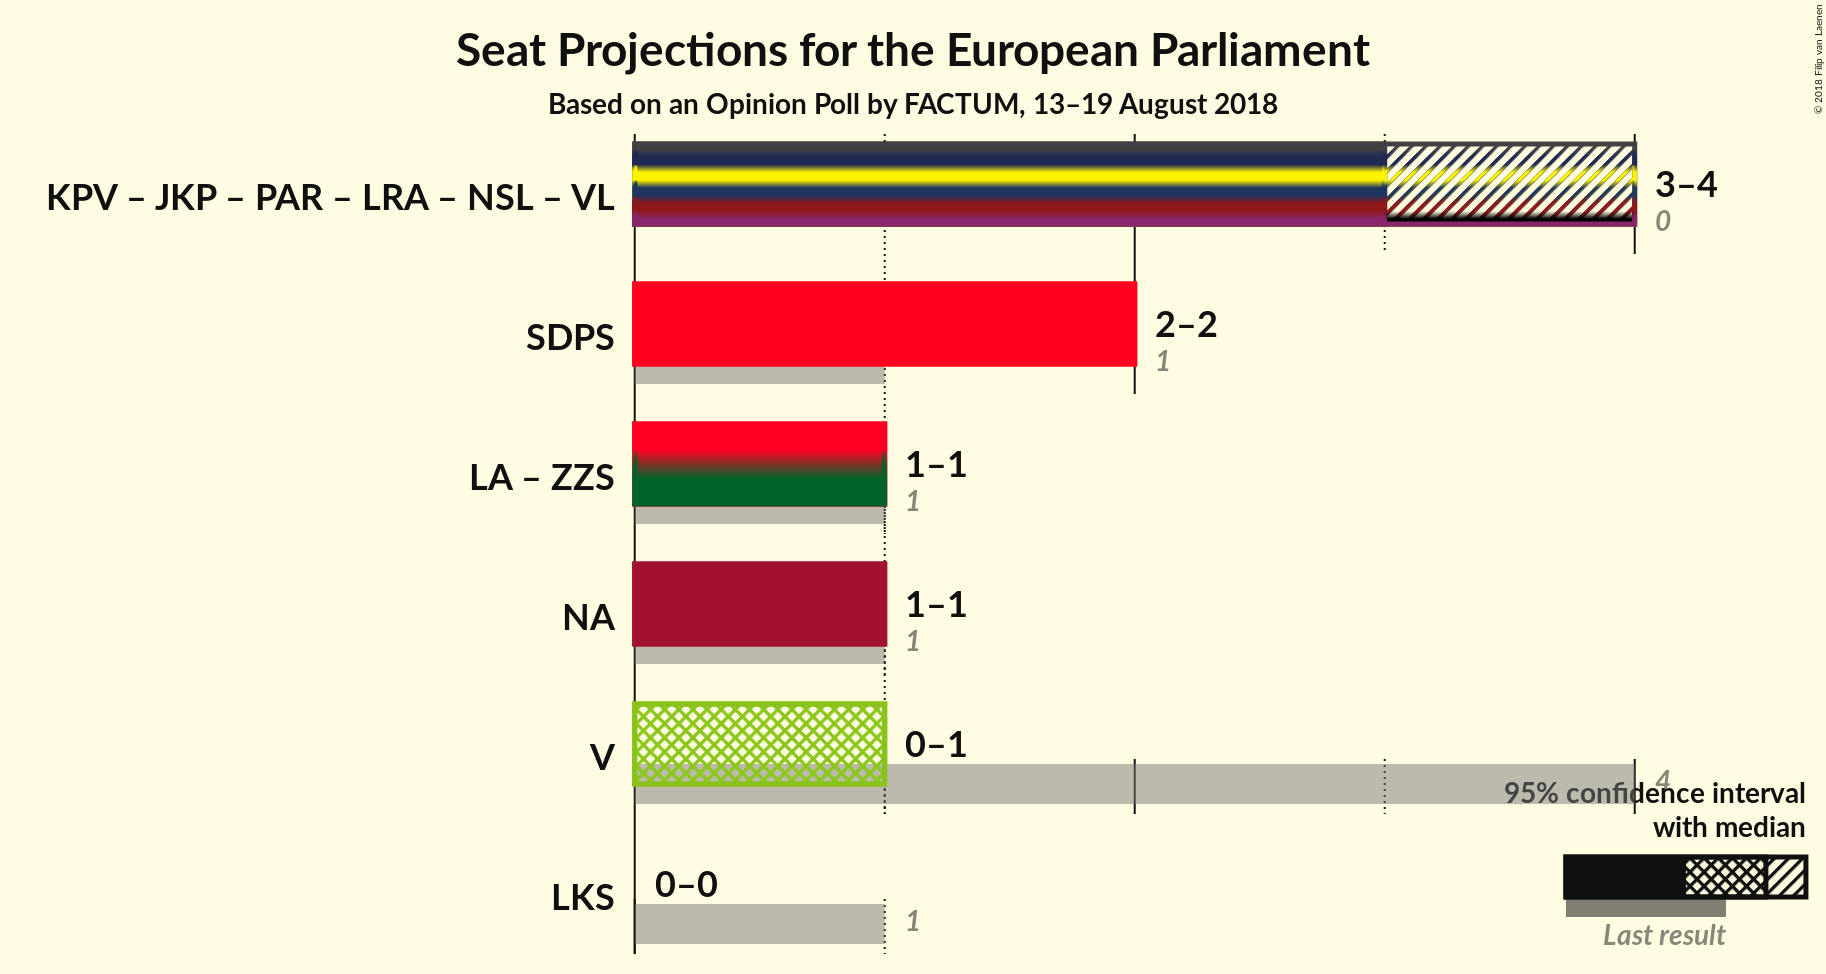 Seat Projections for the European Parliament
Based on an Opinion Poll by FACTUM, 13–19 August 2018
© 2018 Filip van Laenen
KPV – JKP – PAR – LRA – NSL – VL
3–4
0
SDPS
2–2
1
LA – ZZS
1–1
1
NA
1–1
1
V
0–1
4
LKS
0–0
1
95% confidence interval
with median
Last result